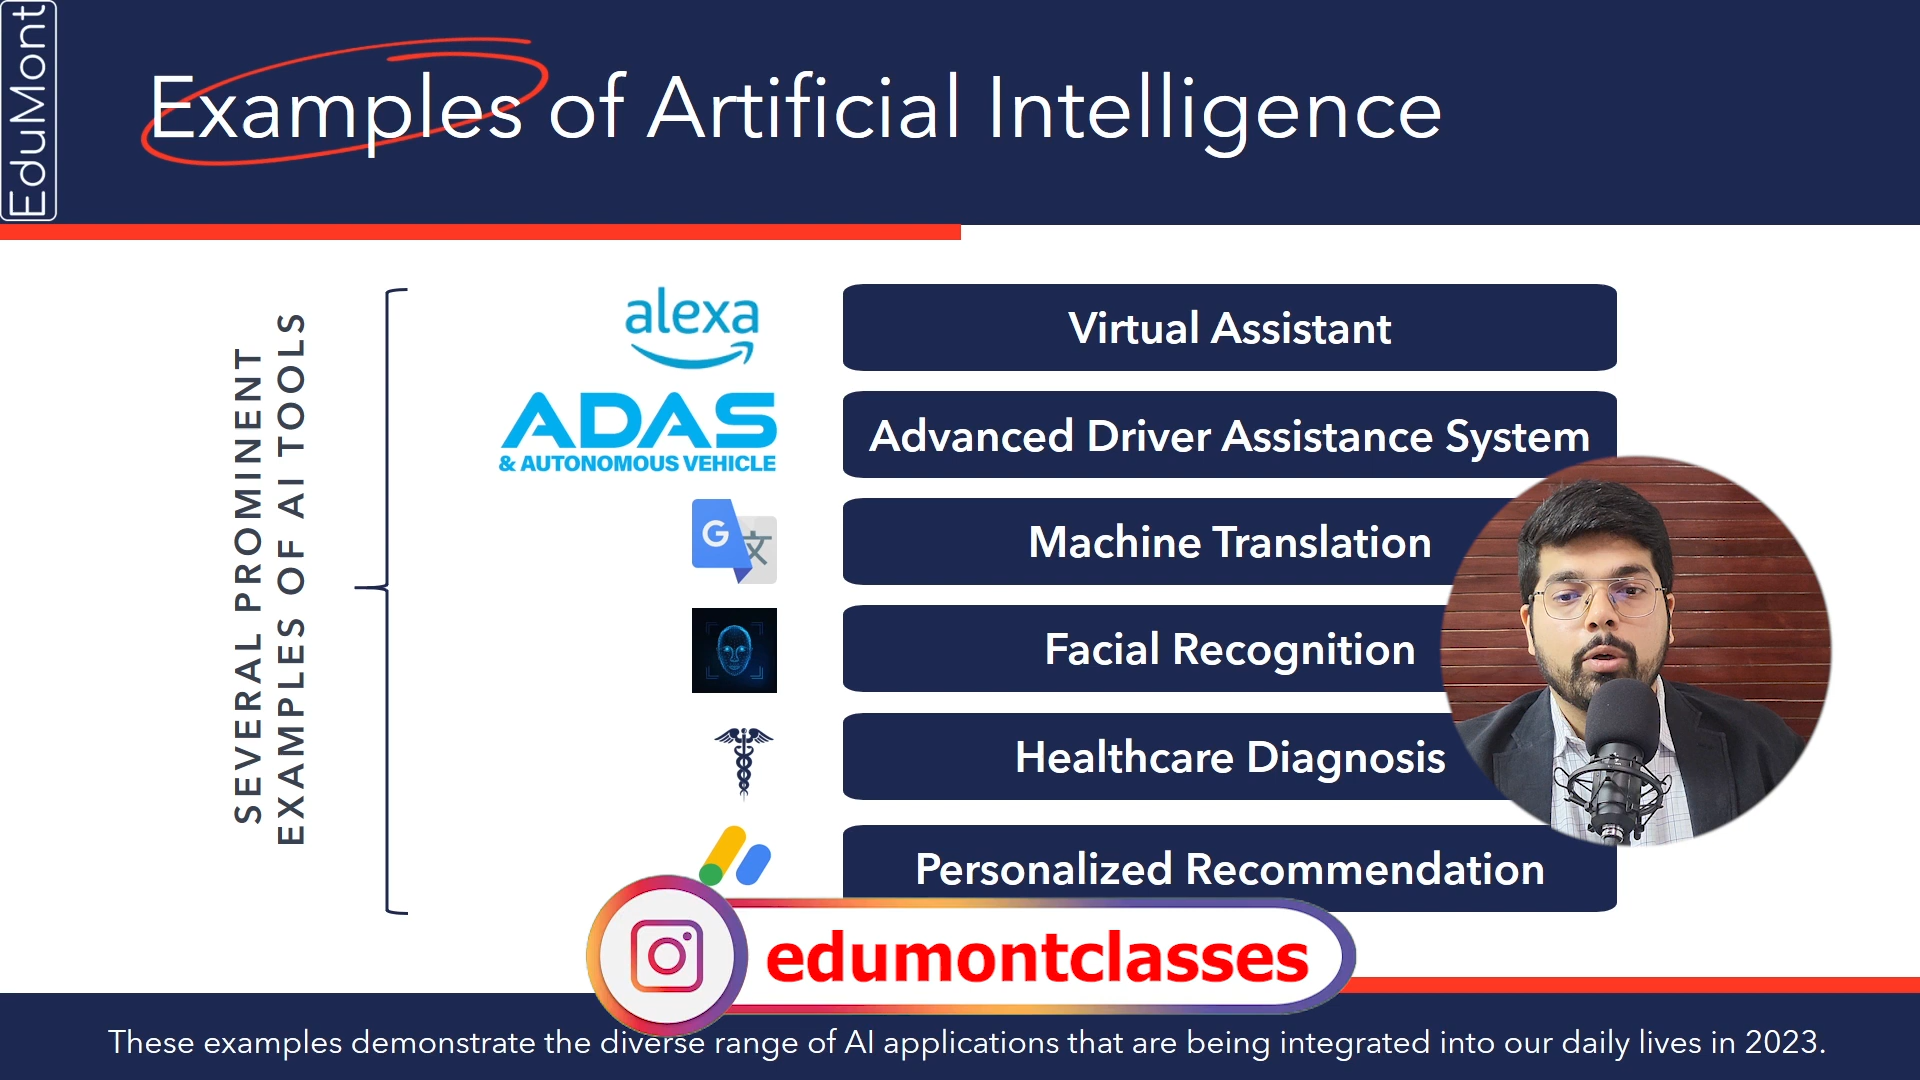 EduMont
Examples of Artificial Intelligence
SEVERAL PROMINENT
EXAMPLES OF AI TOOLS
alexa
Virtual Assistant
ADAS
& AUTONOMOUS VEHICLE
Advanced Driver Assistance System
G 文
Machine Translation
Facial Recognition
Healthcare Diagnosis
Personalized Recommendation
edumontclasses
These examples demonstrate the diverse range of AI applications that are being integrated into our daily lives in 2023.